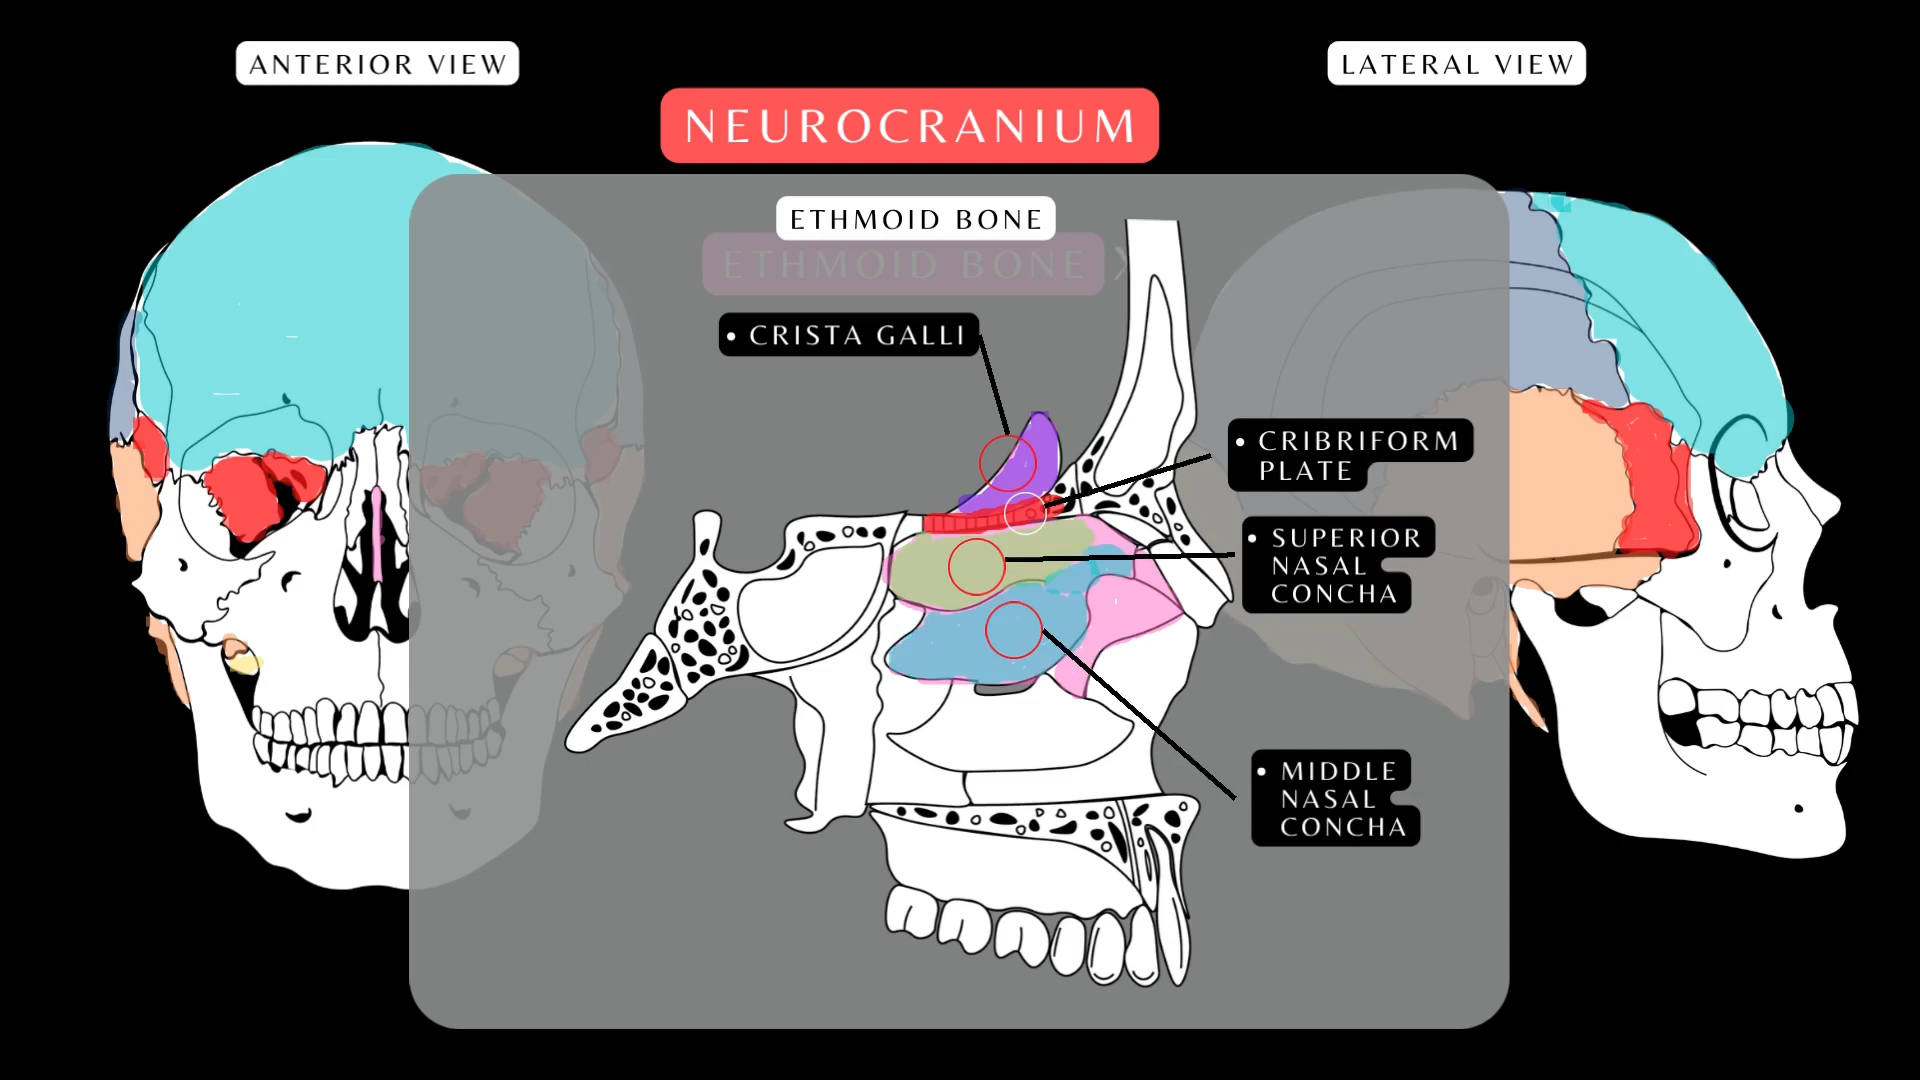 ANTERIOR VIEW
LATERAL VIEW
NEUROCRANIUM
ETHMOID BONE
ETHMOID BONE X
• CRISTA GALLI
• CRIBRIFORM
PLATE
• SUPERIOR
NASAL
CONCHA
• MIDDLE
NASAL
CONCHA